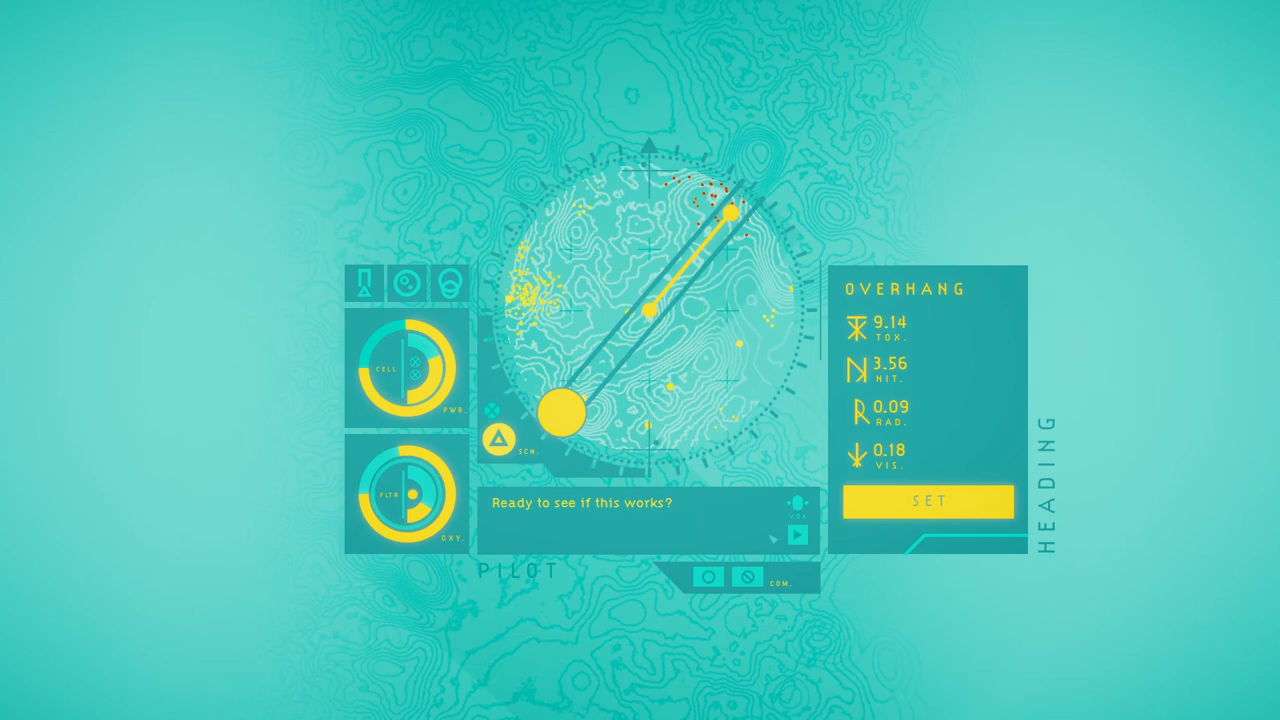 CELL
PWR.
FLTR
OXY.
SCN.
Ready to see if this works?
VOX
PILOT
COM.
OVERHANG
9.14
TOX.
3.56
NIT.
0.09
RAD.
0.18
VIS.
SET
HEADING